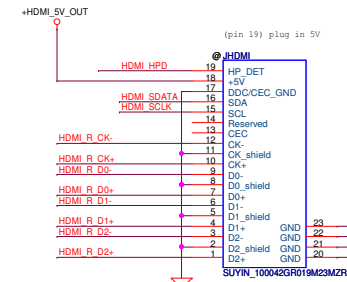 +HDMI_5V_OUT
(pin 19) plug in 5V
@ JHDMI
HDMI_HPD 19 HP_DET
18 +5V
17 DDC/CEC_GND
HDMI_SDATA 16 SDA
HDMI_SCLK 15 SCL
14 Reserved
13 CEC
HDMI_R_CK- 12 CK-
11 CK_shield
HDMI_R_CK+ 10 CK+
HDMI_R_D0- 9 D0-
8 D0_shield
HDMI_R_D0+ 7 D0+
HDMI_R_D1- 6 D1-
5 D1_shield
HDMI_R_D1+ 4 D1+ GND 23
HDMI_R_D2- 3 D2- GND 22
2 D2_shield GND 21
HDMI_R_D2+ 1 D2+ GND 20
SUYIN_100042GR019M23MZR